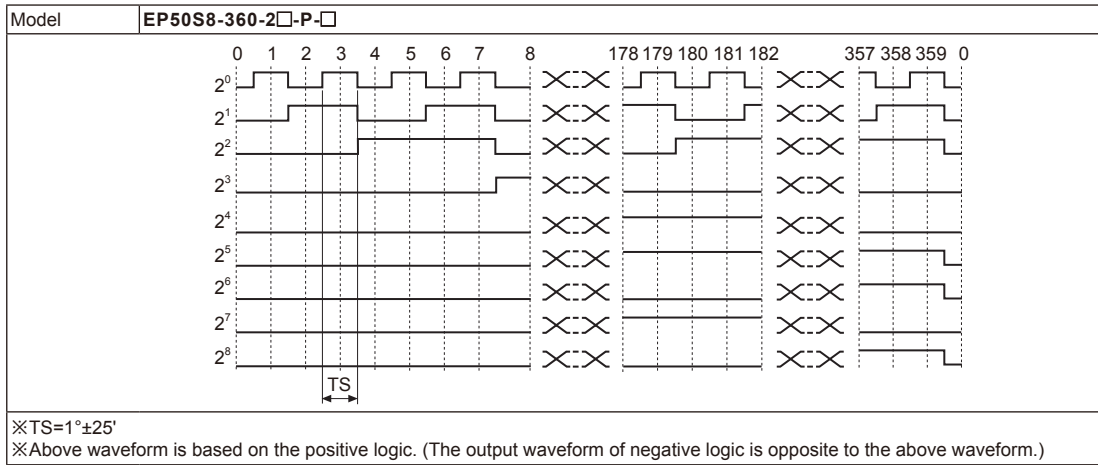 Model EP50S8-360-2□-P-□
0 1 2 3 4 5 6 7 8 178 179 180 181 182 357 358 359 0
2⁰
2¹
2²
2³
2⁴
2⁵
2⁶
2⁷
2⁸
TS
※TS=1°±25'
※Above waveform is based on the positive logic. (The output waveform of negative logic is opposite to the above waveform.)